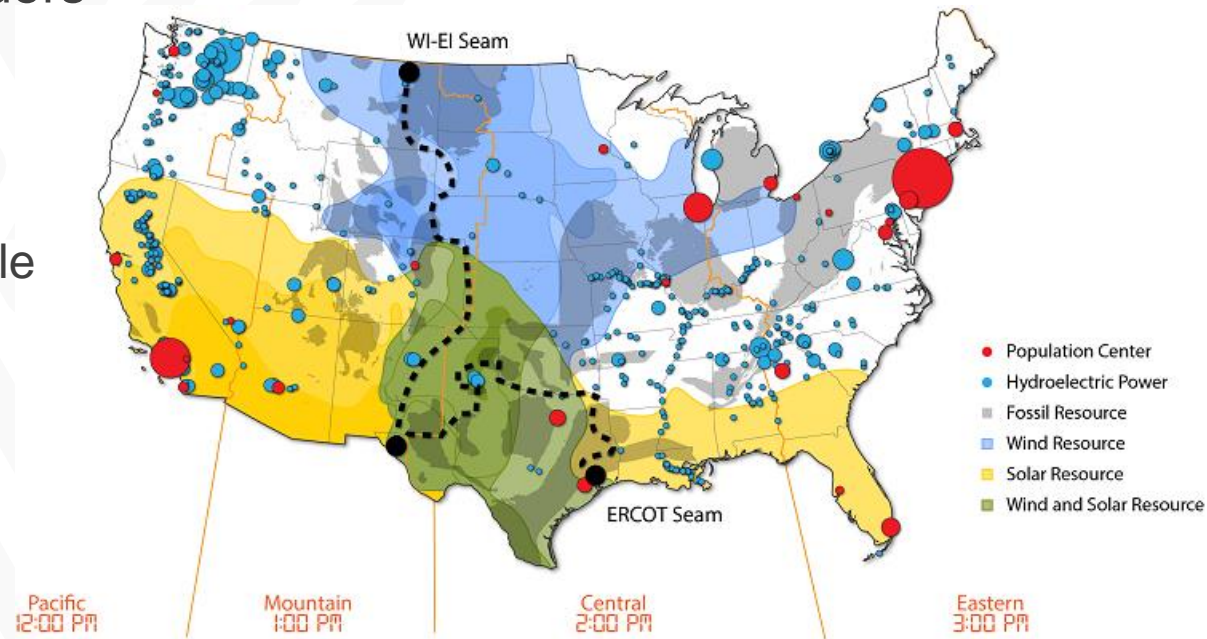 WI-EI Seam
Population Center
Hydroelectric Power
Fossil Resource
Wind Resource
Solar Resource
Wind and Solar Resource
ERCOT Seam
Pacific
12:00 PM
Mountain
1:00 PM
Central
2:00 PM
Eastern
3:00 PM